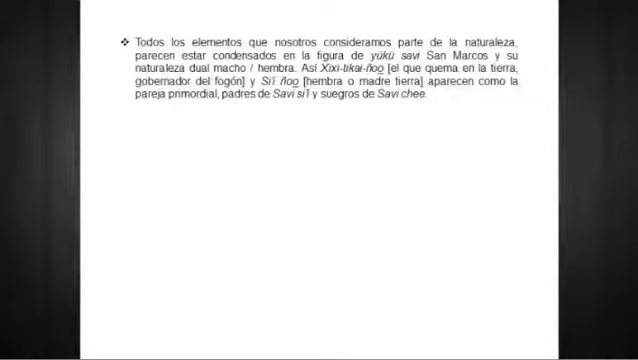 ❖ Todos los elementos que nosotros consideramos parte de la naturaleza,
parecen estar condensados en la figura de yùkù savi San Marcos y su
naturaleza dual macho / hembra. Así Xixi-tikai-ñoo [el que quema en la tierra,
gobernador del fogón] y Si'ì ñoo [hembra o madre tierra] aparecen como la
pareja primordial, padres de Savi si'ì y suegros de Savi chee.